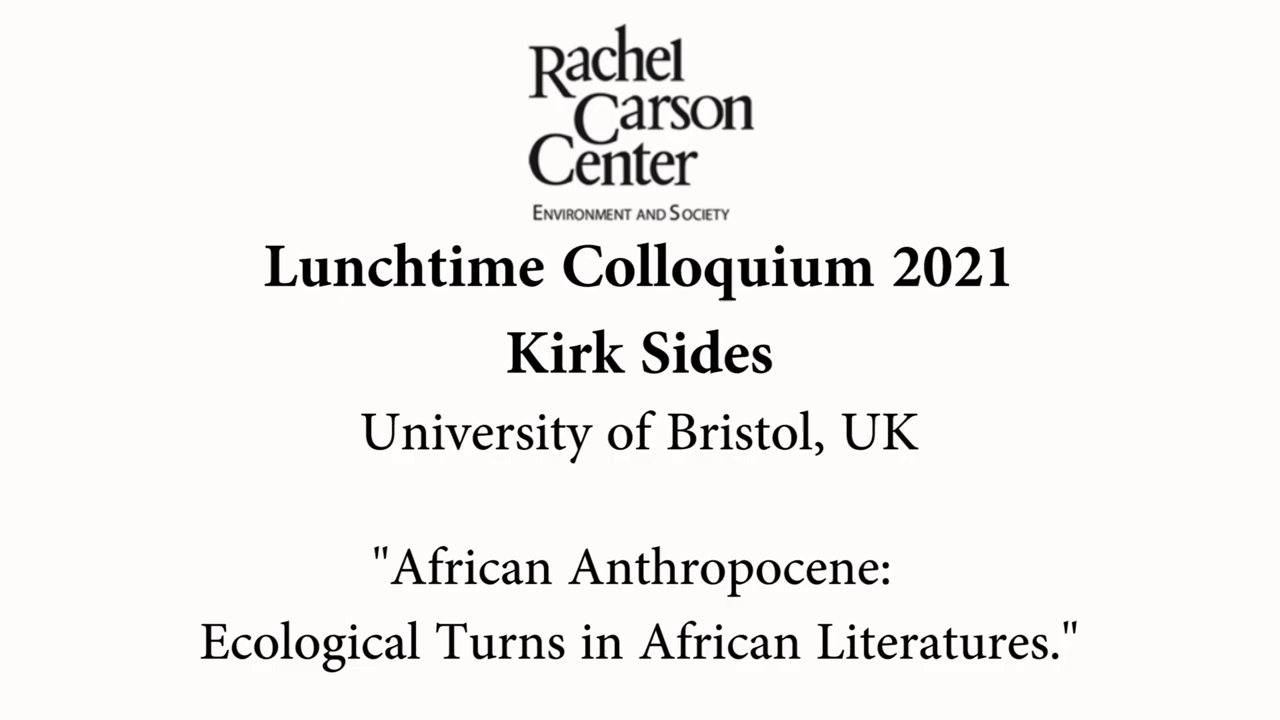 Rachel
Carson
Center
ENVIRONMENT AND SOCIETY
Lunchtime Colloquium 2021
Kirk Sides
University of Bristol, UK
"African Anthropocene:
Ecological Turns in African Literatures."